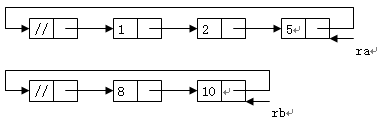 // 1 2 5↵
ra↵
// 8 10 ↵
rb↵